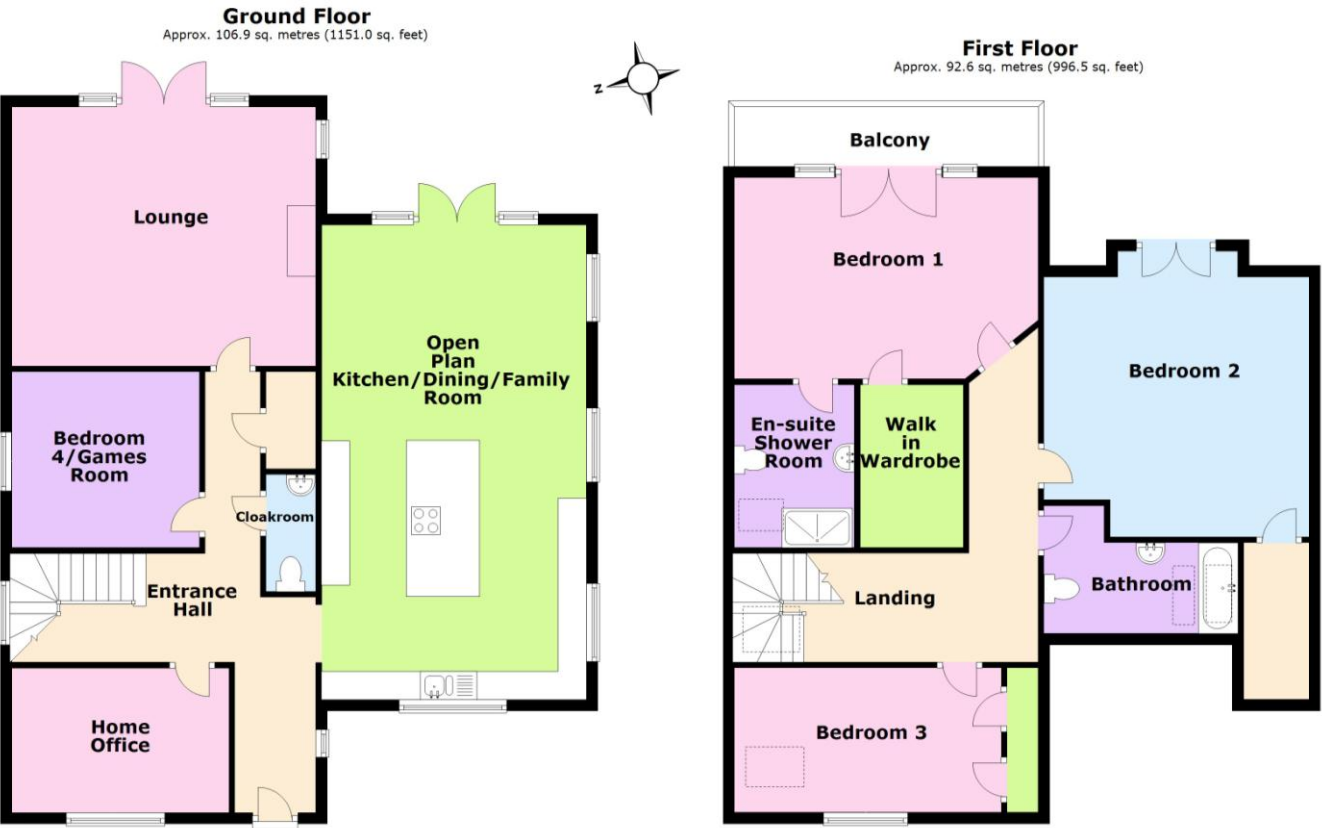 Ground Floor
Approx. 106.9 sq. metres (1151.0 sq. feet)
Lounge
Open
Plan
Kitchen/Dining/Family
Room
Bedroom
4/Games
Room
Cloakroom
Entrance
Hall
Home
Office
Z
First Floor
Approx. 92.6 sq. metres (996.5 sq. feet)
Balcony
Bedroom 1
Bedroom 2
En-suite
Shower
Room
Walk
in
Wardrobe
Bathroom
Landing
Bedroom 3